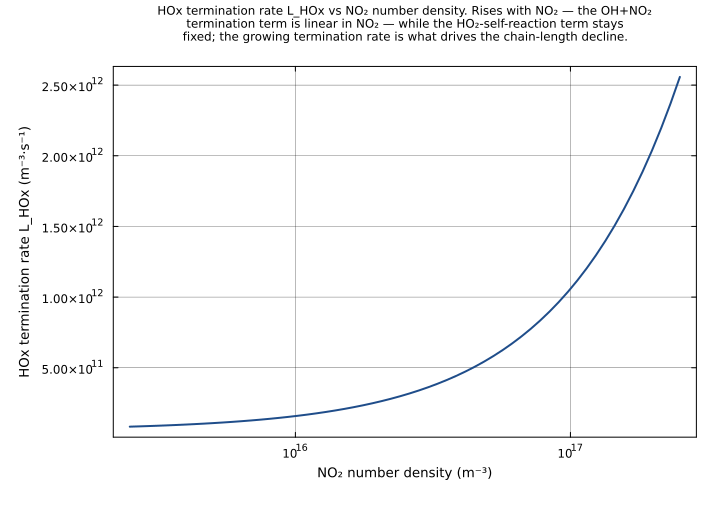 HOx termination rate L_HOx vs NO₂ number density. Rises with NO₂ — the OH+NO₂
termination term is linear in NO₂ — while the HO₂-self-reaction term stays
fixed; the growing termination rate is what drives the chain-length decline.
HOx termination rate L_HOx (m⁻³·s⁻¹)
2.50×10¹²
2.00×10¹²
1.50×10¹²
1.00×10¹²
5.00×10¹¹
10¹⁶ 10¹⁷
NO₂ number density (m⁻³)